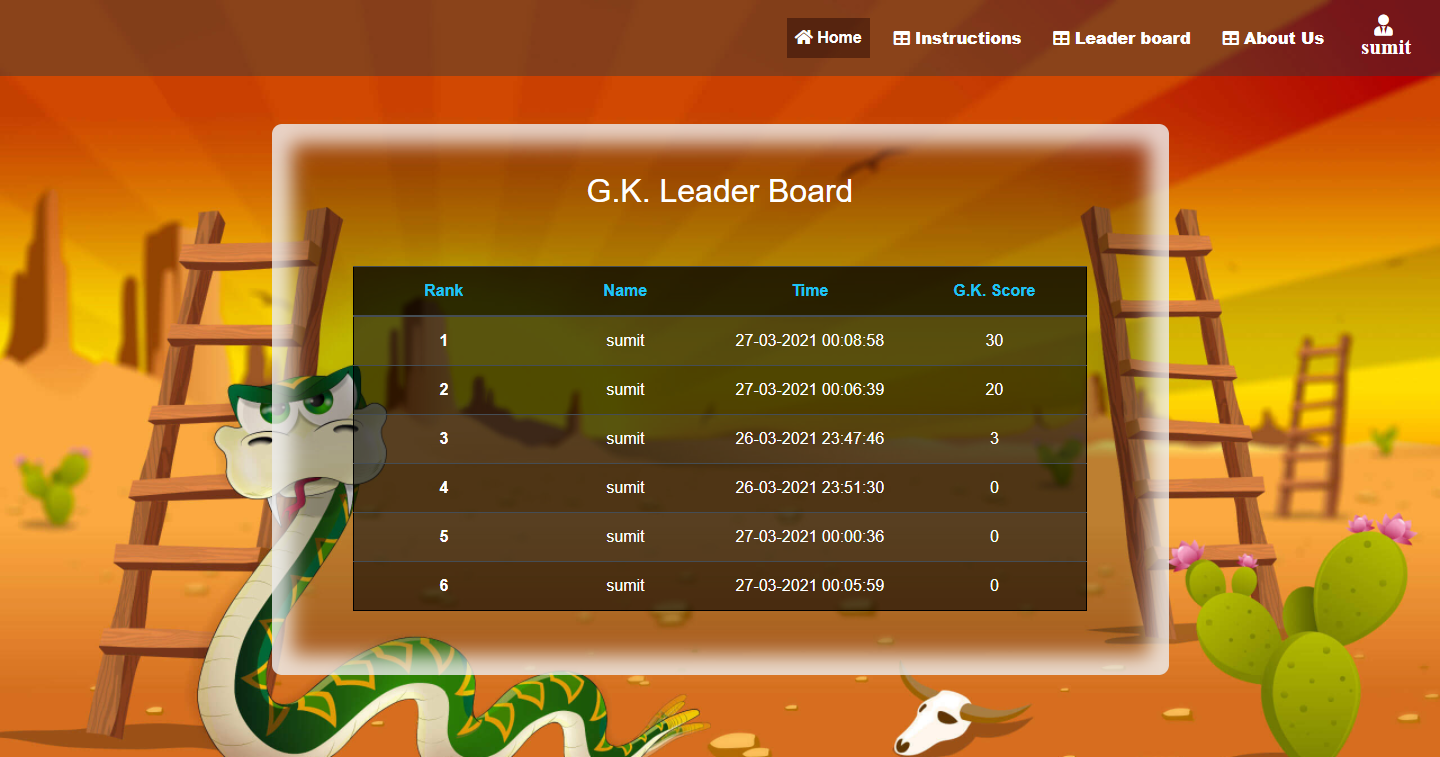 Home Instructions Leader board About Us sumit
G.K. Leader Board
Rank Name Time G.K. Score
1 sumit 27-03-2021 00:08:58 30
2 sumit 27-03-2021 00:06:39 20
3 sumit 26-03-2021 23:47:46 3
4 sumit 26-03-2021 23:51:30 0
5 sumit 27-03-2021 00:00:36 0
6 sumit 27-03-2021 00:05:59 0